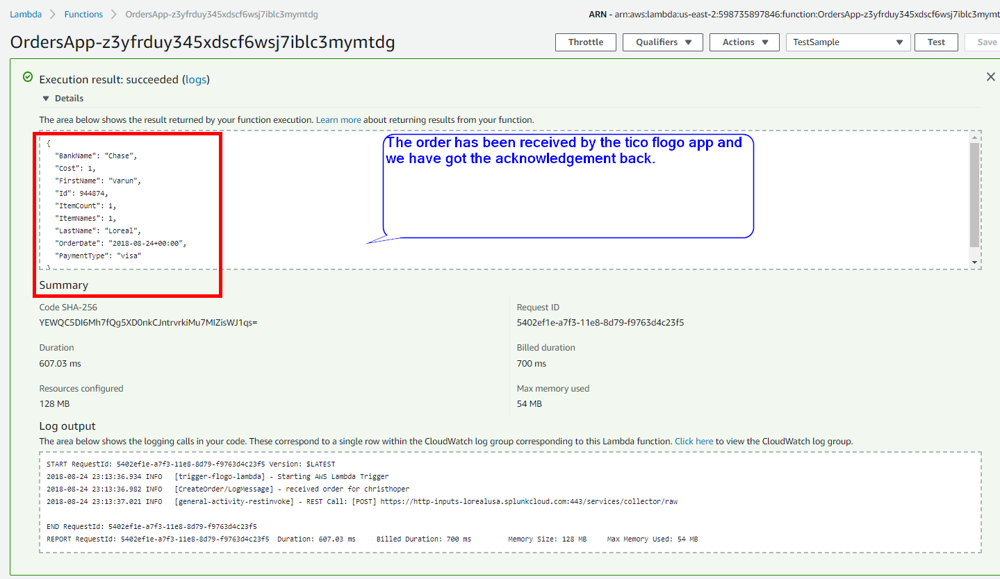 Lambda > Functions > OrdersApp-z3yfrduy345xdscf6wsj7iblc3mymtdg
ARN - arn:aws:lambda:us-east-2:598735897846:function:OrdersApp-z3yfrduy345xdscf6wsj7iblc3mymt
OrdersApp-z3yfrduy345xdscf6wsj7iblc3mymtdg
Throttle
Qualifiers
Actions
TestSample
Test
Save
Execution result: succeeded (logs)
Details
The area below shows the result returned by your function execution. Learn more about returning results from your function.
{
"BankName": "Chase",
"Cost": 1,
"FirstName": "Varun",
"Id": 944874,
"ItemCount": 1,
"ItemNames": 1,
"LastName": "Loreal",
"OrderDate": "2018-08-24+00:00",
"PaymentType": "visa"
}
The order has been received by the tico flogo app and
we have got the acknowledgement back.
Summary
Code SHA-256
YEWQC5DI6Mh7fQg5XD0nkCJntrvrkiMu7MIZisWJ1qs=
Request ID
5402ef1e-a7f3-11e8-8d79-f9763d4c23f5
Duration
607.03 ms
Billed duration
700 ms
Resources configured
128 MB
Max memory used
54 MB
Log output
The area below shows the logging calls in your code. These correspond to a single row within the CloudWatch log group corresponding to this Lambda function. Click here to view the CloudWatch log group.
START RequestId: 5402ef1e-a7f3-11e8-8d79-f9763d4c23f5 Version: $LATEST
2018-08-24 23:13:36.934 INFO [trigger-flogo-lambda] - Starting AWS Lambda Trigger
2018-08-24 23:13:36.982 INFO [CreateOrder/LogMessage] - received order for christhoper
2018-08-24 23:13:37.021 INFO [general-activity-restinvoke] - REST Call: [POST] https://http-inputs-lorealusa.splunkcloud.com:443/services/collector/raw
END RequestId: 5402ef1e-a7f3-11e8-8d79-f9763d4c23f5
REPORT RequestId: 5402ef1e-a7f3-11e8-8d79-f9763d4c23f5 Duration: 607.03 ms Billed Duration: 700 ms Memory Size: 128 MB Max Memory Used: 54 MB